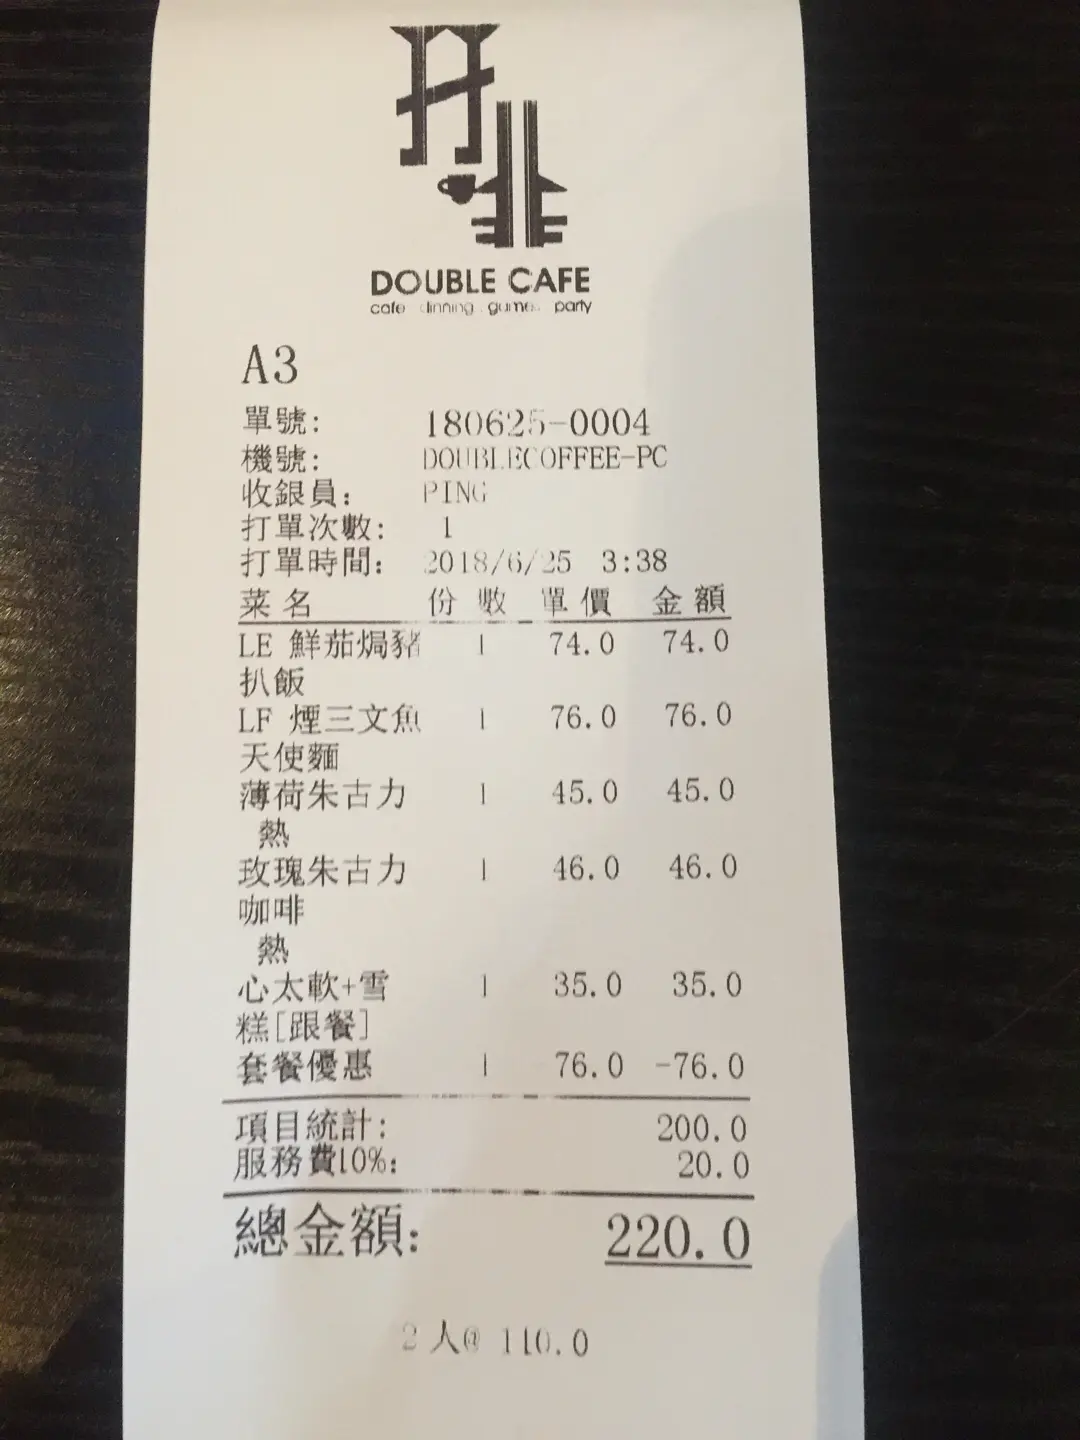 打啡
DOUBLE CAFE
cafe dinning . game. party
A3
單號: 180625-0004
機號: DOUBLECOFFEE-PC
收銀員: PING
打單次數: 1
打單時間: 2018/6/25 3:38
菜名 份數 單價 金額
LE 鮮茄焗豬 1 74.0 74.0
扒飯
LF 煙三文魚 1 76.0 76.0
天使麵
薄荷朱古力 1 45.0 45.0
熱
玫瑰朱古力 1 46.0 46.0
咖啡
熱
心太軟+雪 1 35.0 35.0
糕[跟餐]
套餐優惠 1 76.0 -76.0
項目統計: 200.0
服務費10%: 20.0
總金額: 220.0
2 人@ 110.0